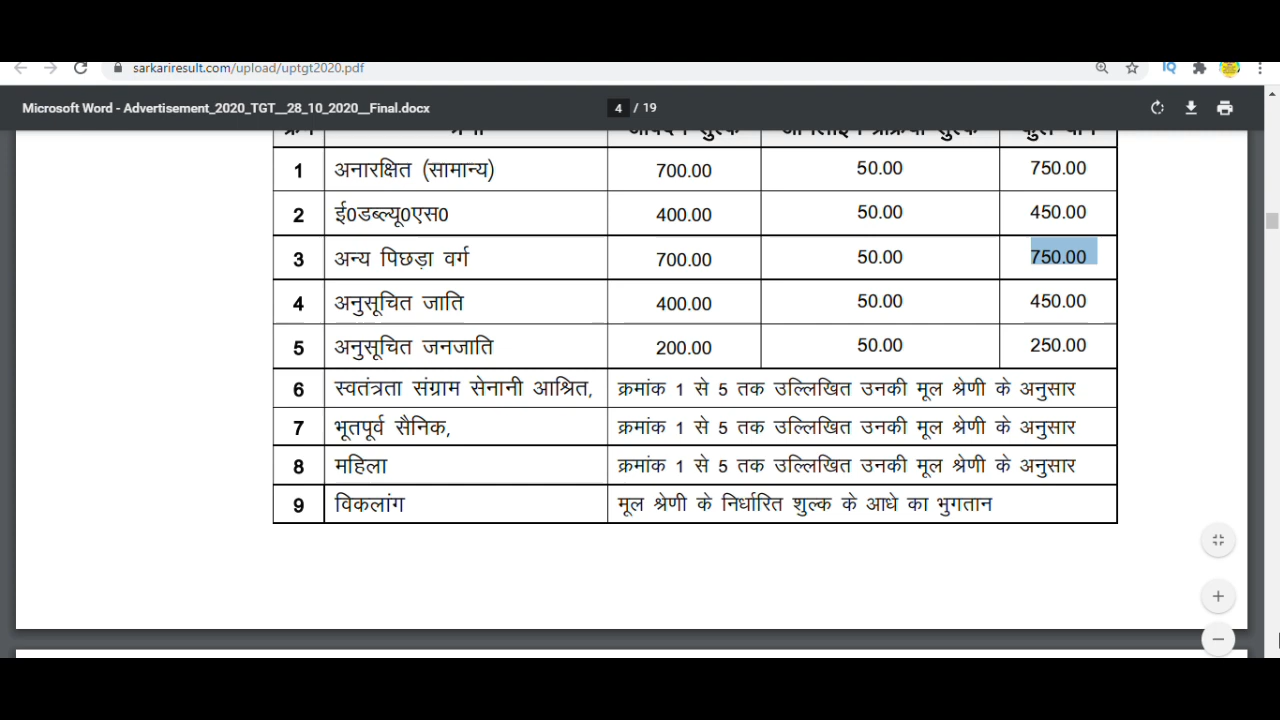 sarkariresult.com/upload/uptgt2020.pdf
Microsoft Word - Advertisement_2020_TGT__28_10_2020__Final.docx 4 / 19
1 अनारक्षित (सामान्य) 700.00 50.00 750.00
2 ई0डब्ल्यू0एस0 400.00 50.00 450.00
3 अन्य पिछड़ा वर्ग 700.00 50.00 750.00
4 अनुसूचित जाति 400.00 50.00 450.00
5 अनुसूचित जनजाति 200.00 50.00 250.00
6 स्वतंत्रता संग्राम सेनानी आश्रित, क्रमांक 1 से 5 तक उल्लिखित उनकी मूल श्रेणी के अनुसार
7 भूतपूर्व सैनिक, क्रमांक 1 से 5 तक उल्लिखित उनकी मूल श्रेणी के अनुसार
8 महिला क्रमांक 1 से 5 तक उल्लिखित उनकी मूल श्रेणी के अनुसार
9 विकलांग मूल श्रेणी के निर्धारित शुल्क के आधे का भुगतान